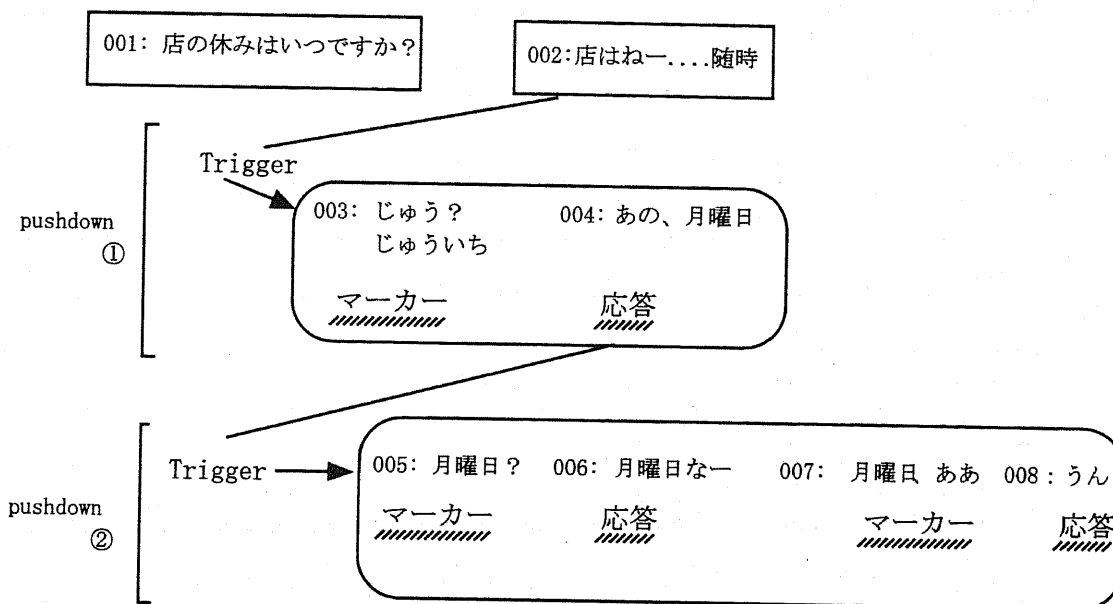 001: 店の休みはいつですか？
002:店はねー....随時
Trigger
pushdown
①
003: じゅう？
じゅういち
004: あの、月曜日
マーカー
応答
Trigger
pushdown
②
005: 月曜日？
006: 月曜日なー
007: 月曜日、ああ
008：うん
マーカー
応答
マーカー
応答